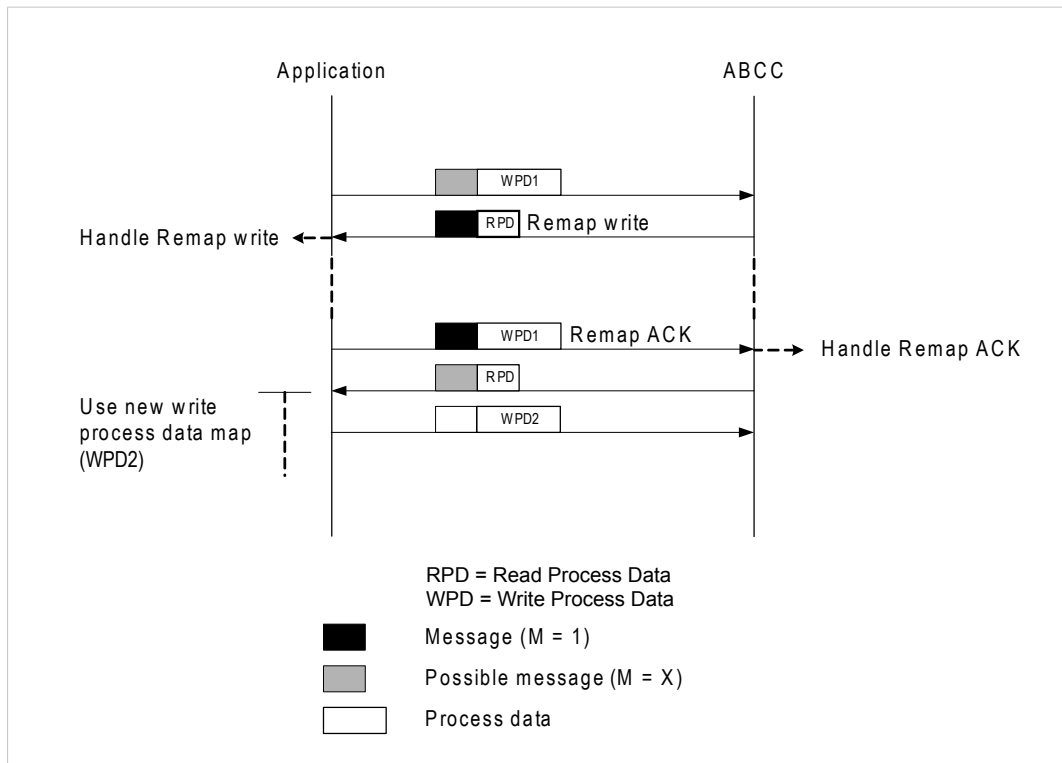 Application
ABCC
WPD1
RPD Remap write
Handle Remap write
WPD1 Remap ACK
Handle Remap ACK
RPD
Use new write
process data map
(WPD2)
WPD2
RPD = Read Process Data
WPD = Write Process Data
Message (M = 1)
Possible message (M = X)
Process data